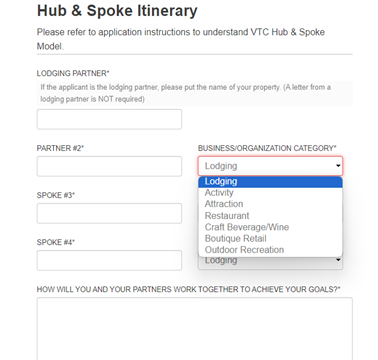 Hub & Spoke Itinerary
Please refer to application instructions to understand VTC Hub & Spoke
Model.
LODGING PARTNER*
If the applicant is the lodging partner, please put the name of your property. (A letter from a
lodging partner is NOT required)
PARTNER #2*
BUSINESS/ORGANIZATION CATEGORY*
Lodging
Lodging
Activity
Attraction
Restaurant
Craft Beverage/Wine
Boutique Retail
Outdoor Recreation
SPOKE #3*
SPOKE #4*
Lodging
HOW WILL YOU AND YOUR PARTNERS WORK TOGETHER TO ACHIEVE YOUR GOALS?*